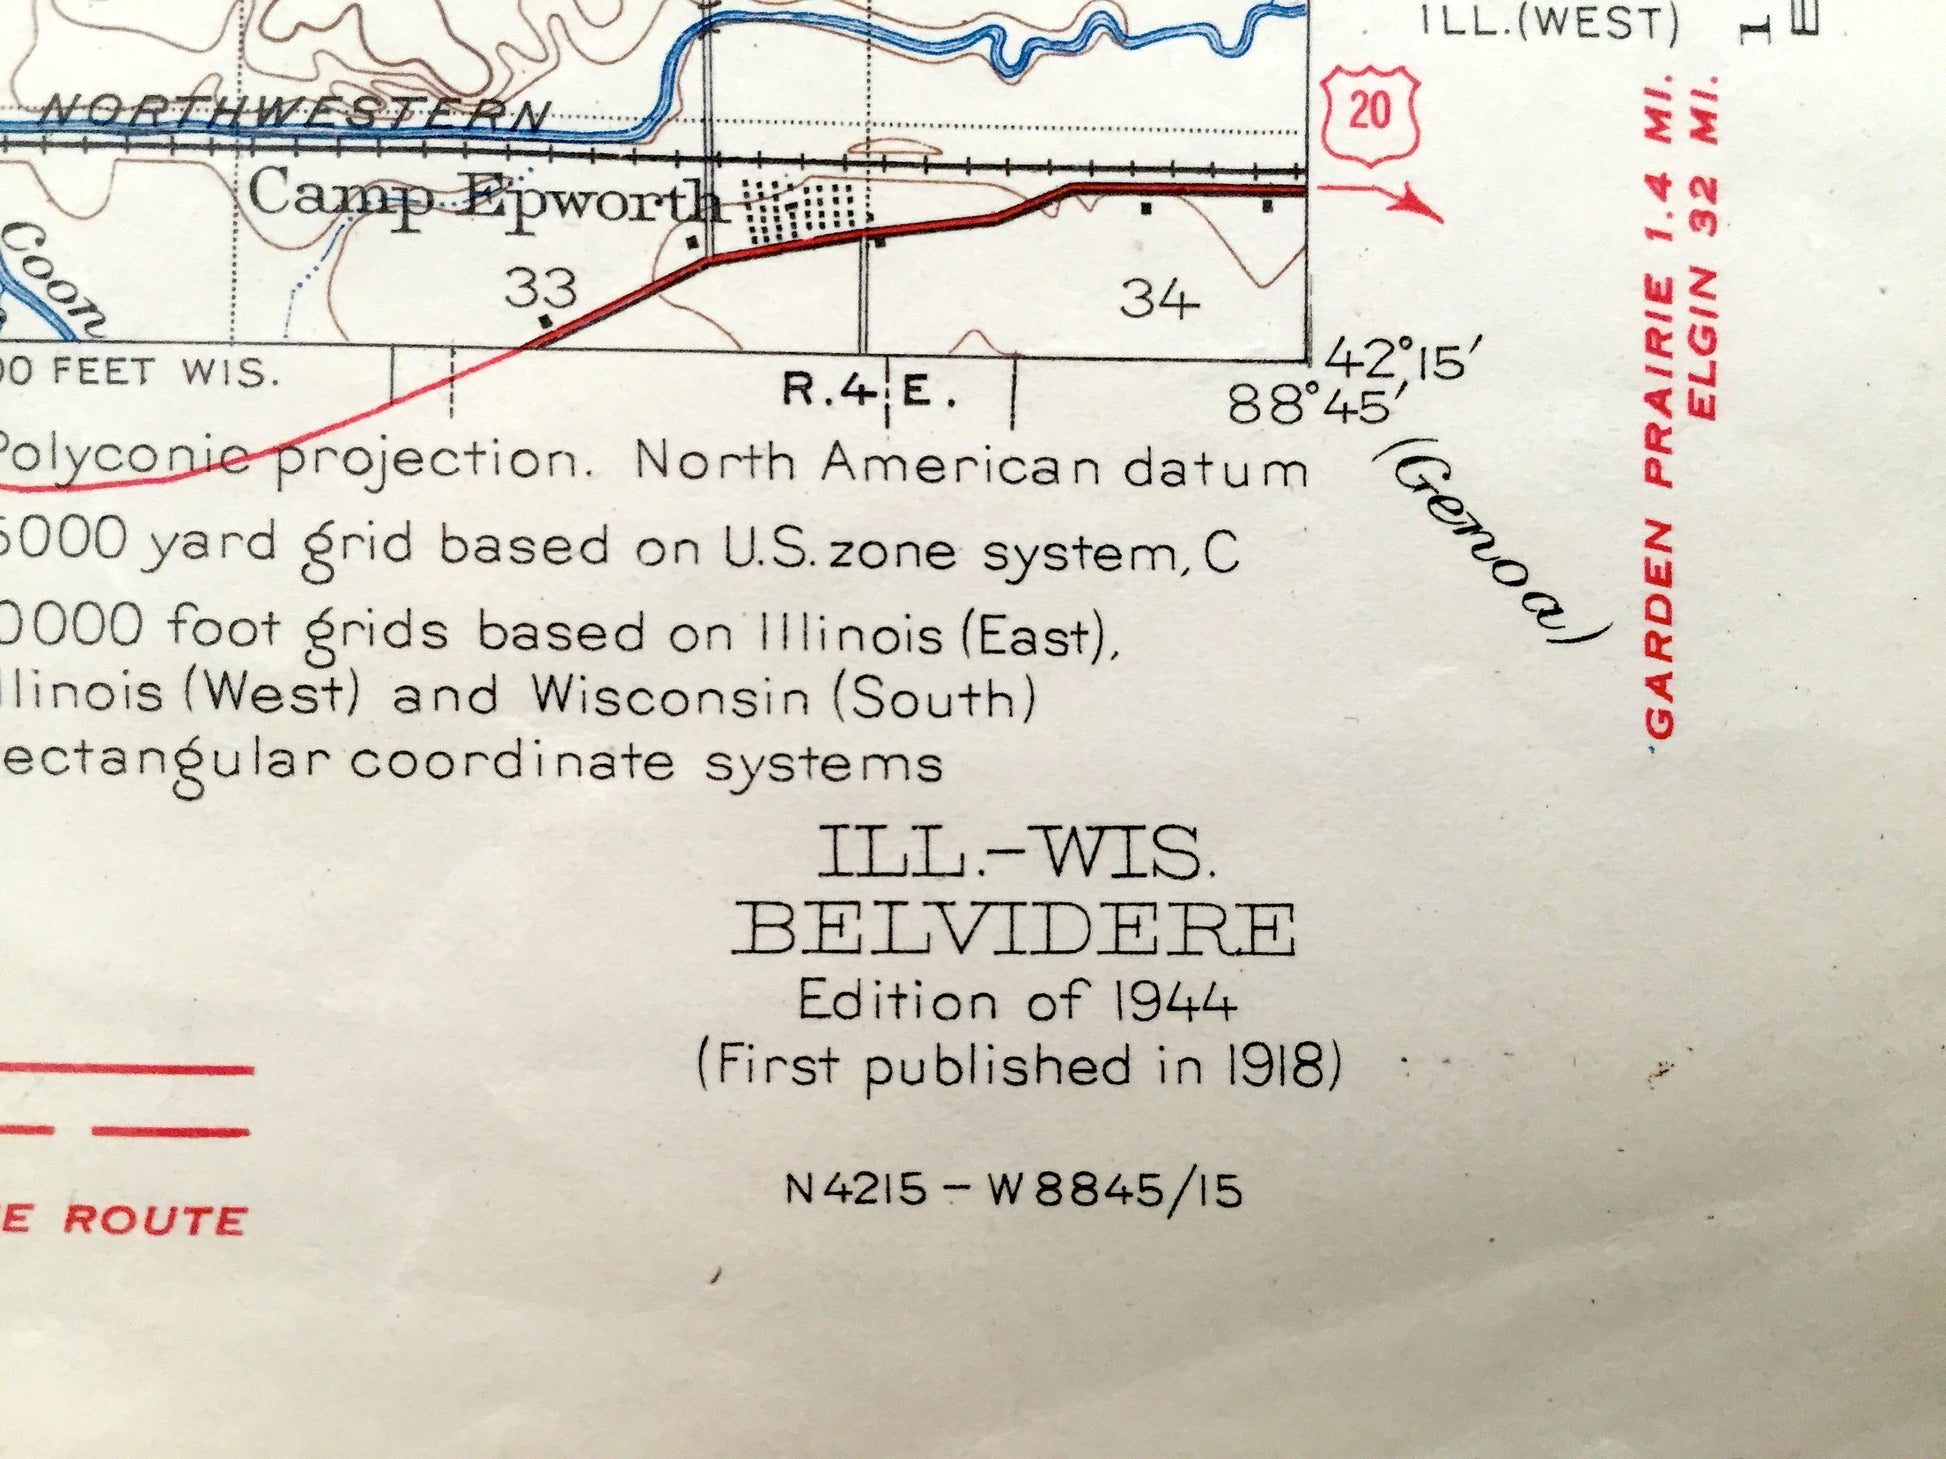 ILL.(WEST)
20
NORTHWESTERN
Camp Epworth
Coon
33
34
FEET WIS.
R.4 E.
42°15′
88°45′
(Genoa)
GARDEN PRAIRIE 1.4 MI.
ELGIN 32 MI.
Polyconic projection. North American datum
5000 yard grid based on U.S. zone system, C
0000 foot grids based on Illinois (East),
llinois (West) and Wisconsin (South)
ectangular coordinate systems
ILL.-WIS.
BELVIDERE
Edition of 1944
(First published in 1918)
N4215-W8845/15
E ROUTE